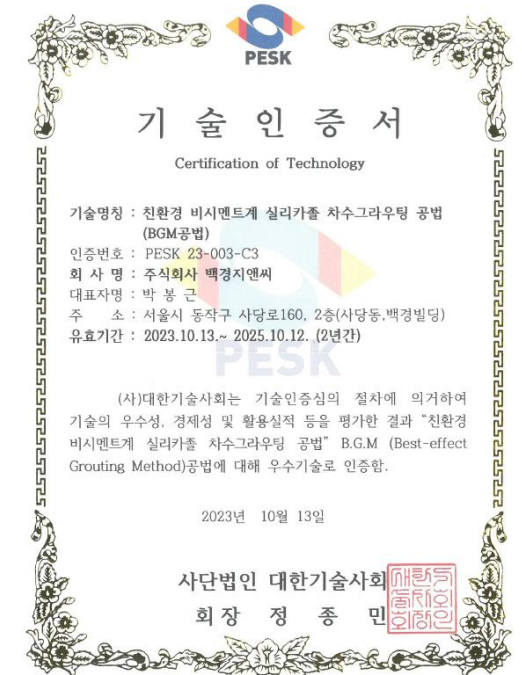 PESK
기 술 인 증 서
Certification of Technology
기술명칭 : 친환경 비시멘트계 실리카졸 차수그라우팅 공법
(BGM공법)
인증번호 : PESK 23-003-C3
회 사 명 : 주식회사 백경지앤씨
대표자명 : 박 봉 근
주 소 : 서울시 동작구 사당로160, 2층(사당동,백경빌딩)
유효기간 : 2023.10.13.~ 2025.10.12. (2년간)
PESK
(사)대한기술사회는 기술인증심의 절차에 의거하여
기술의 우수성, 경제성 및 활용실적 등을 평가한 결과 "친환경
비시멘트계 실리카졸 차수그라우팅 공법" B.G.M (Best-effect
Grouting Method)공법에 대해 우수기술로 인증함.
2023년 10월 13일
사단법인 대한기술사회
회장 정 종 민